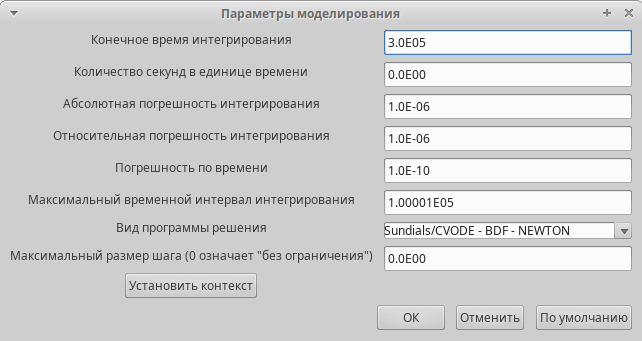 Параметры моделирования
Конечное время интегрирования 3.0E05
Количество секунд в единице времени 0.0E00
Абсолютная погрешность интегрирования 1.0E-06
Относительная погрешность интегрирования 1.0E-06
Погрешность по времени 1.0E-10
Максимальный временной интервал интегрирования 1.00001E05
Вид программы решения Sundials/CVODE - BDF - NEWTON
Максимальный размер шага (0 означает "без ограничения") 0.0E00
Установить контекст
ОК Отменить По умолчанию